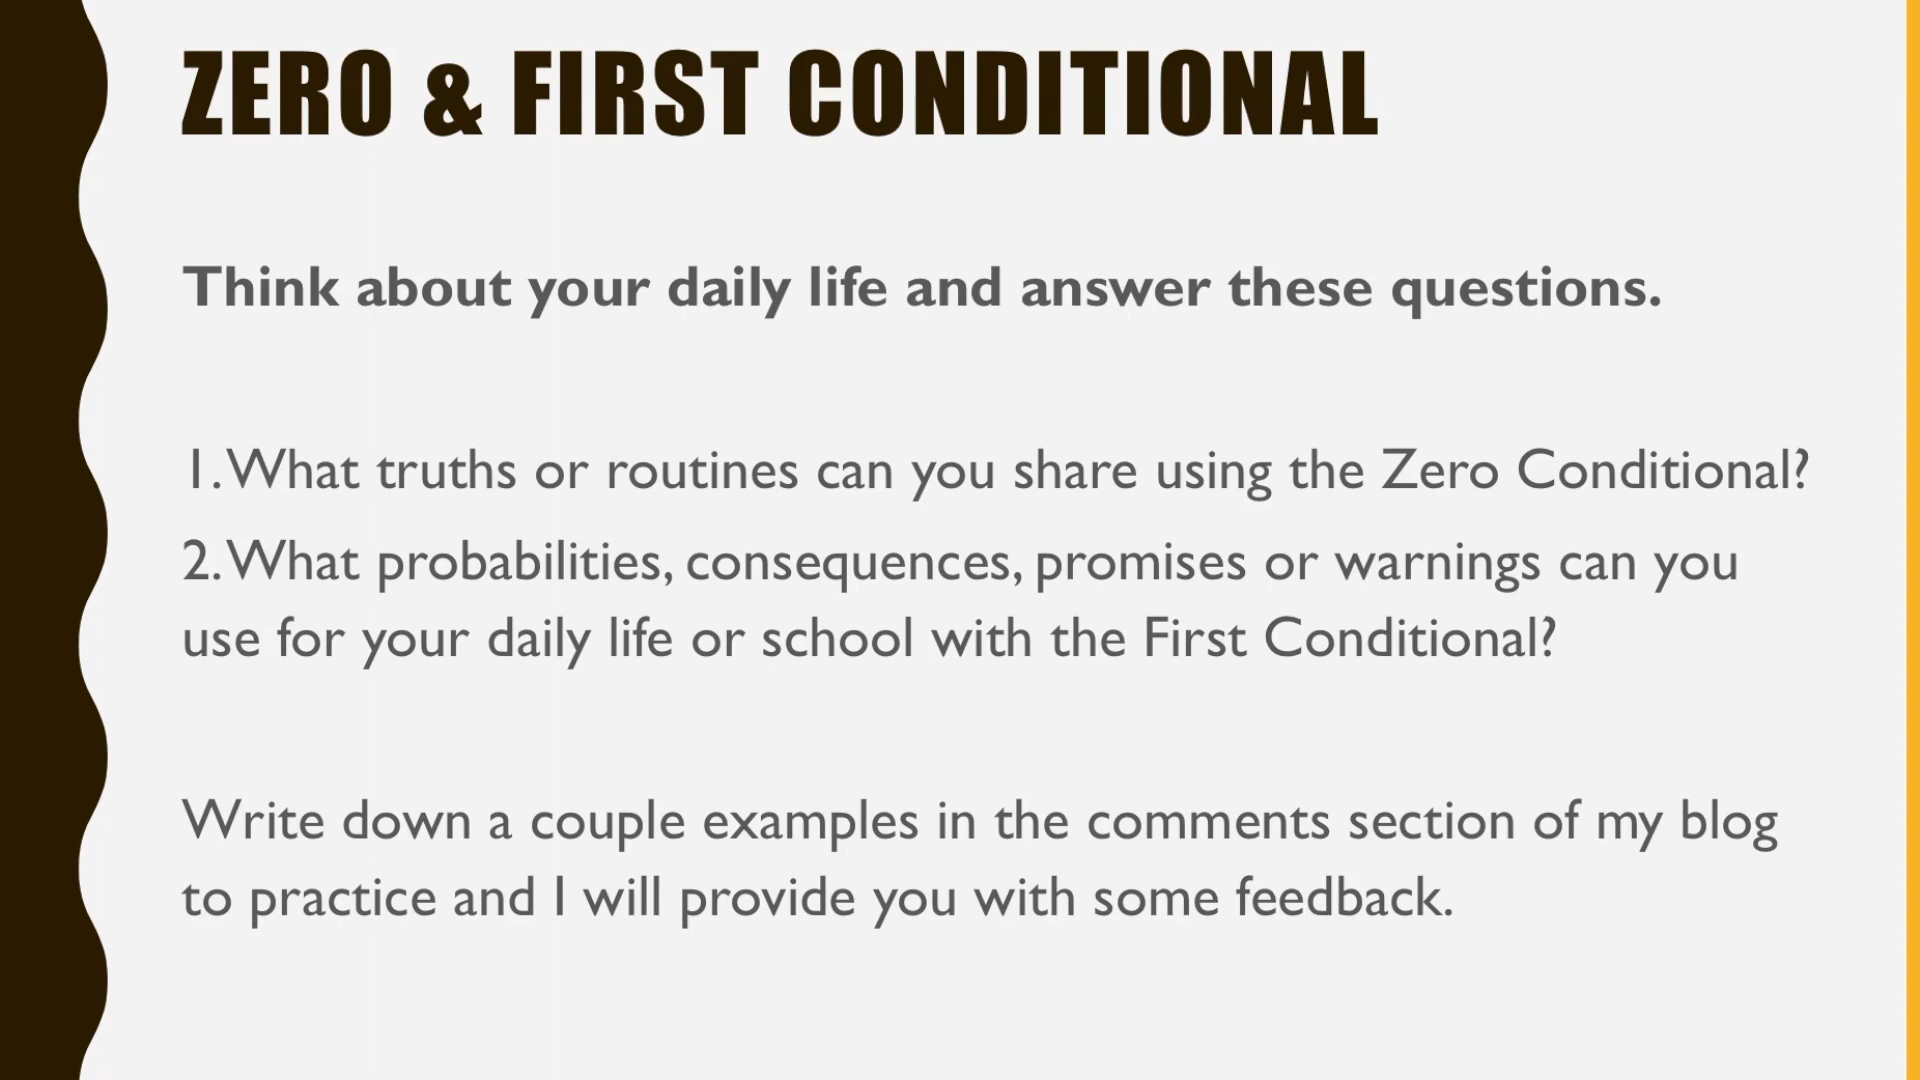 ZERO & FIRST CONDITIONAL
Think about your daily life and answer these questions.
1. What truths or routines can you share using the Zero Conditional?
2. What probabilities, consequences, promises or warnings can you
use for your daily life or school with the First Conditional?
Write down a couple examples in the comments section of my blog
to practice and I will provide you with some feedback.